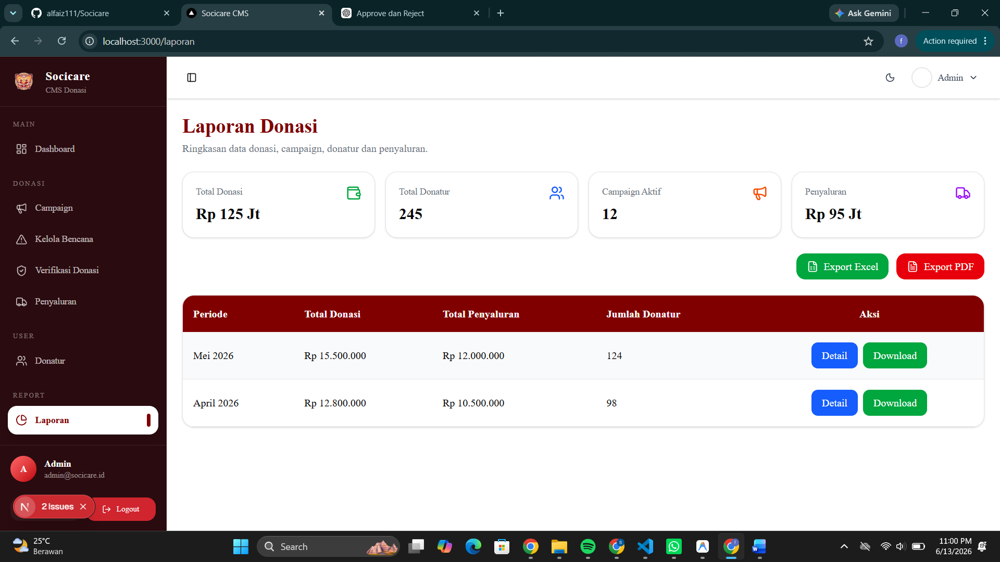 alfaiz111/Socicare
Socicare CMS
Approve dan Reject
Ask Gemini
localhost:3000/laporan
f
Action required
Socicare
CMS Donasi
Admin
MAIN
Dashboard
DONASI
Campaign
Kelola Bencana
Verifikasi Donasi
Penyaluran
USER
Donatur
REPORT
Laporan
A
Admin
admin@socicare.id
N
2 Issues
Logout
Laporan Donasi
Ringkasan data donasi, campaign, donatur dan penyaluran.
Total Donasi
Rp 125 Jt
Total Donatur
245
Campaign Aktif
12
Penyaluran
Rp 95 Jt
Export Excel
Export PDF
Periode Total Donasi Total Penyaluran Jumlah Donatur Aksi
Mei 2026 Rp 15.500.000 Rp 12.000.000 124 Detail Download
April 2026 Rp 12.800.000 Rp 10.500.000 98 Detail Download
25°C
Berawan
Search
S
f
W
11:00 PM
6/13/2026